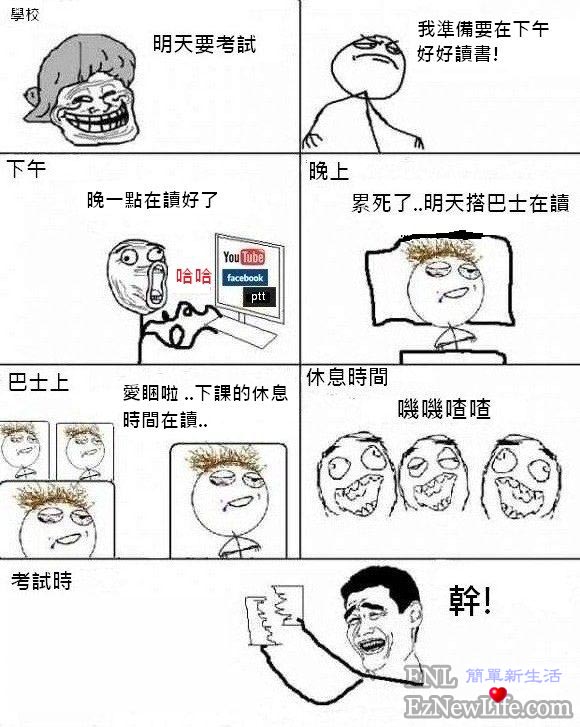 學校
明天要考試
我準備要在下午
好好讀書!
下午
晚一點在讀好了
哈哈
YouTube
facebook
ptt
晚上
累死了..明天搭巴士在讀
巴士上
愛睏啦 ..下課的休息
時間在讀..
休息時間
嘰嘰喳喳
考試時
幹!
ENL 簡單新生活
EzNewLife.com